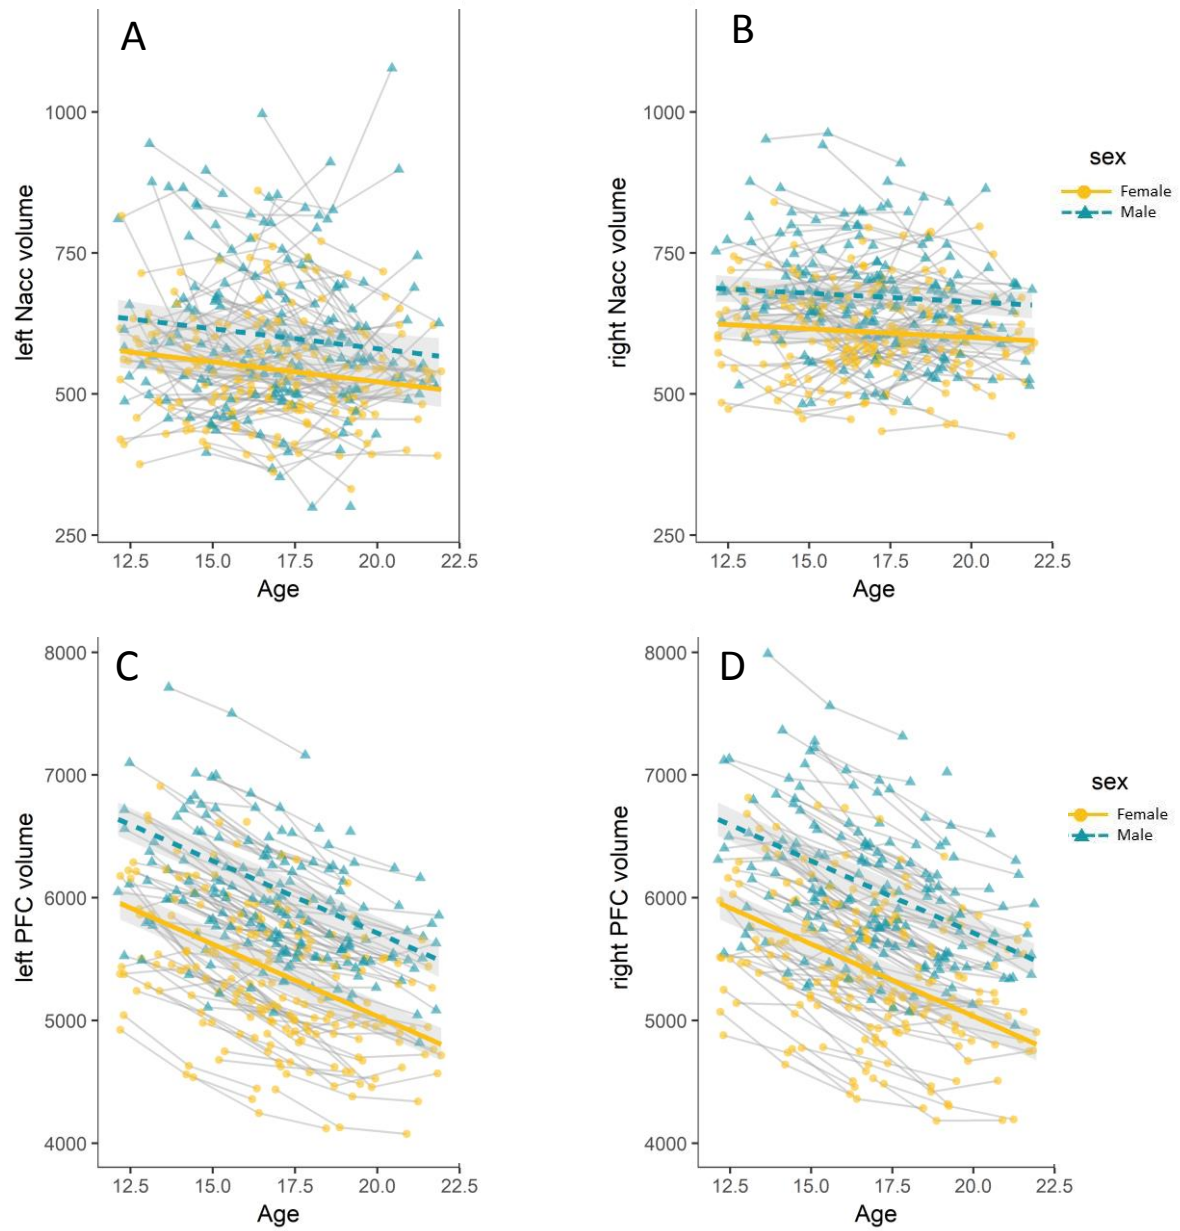 A
left Nacc volume
1000
750
500
250
12.5 15.0 17.5 20.0 22.5
Age
B
right Nacc volume
1000
750
500
250
12.5 15.0 17.5 20.0 22.5
Age
sex
Female
Male
C
left PFC volume
8000
7000
6000
5000
4000
12.5 15.0 17.5 20.0 22.5
Age
D
right PFC volume
8000
7000
6000
5000
4000
12.5 15.0 17.5 20.0 22.5
Age
sex
Female
Male